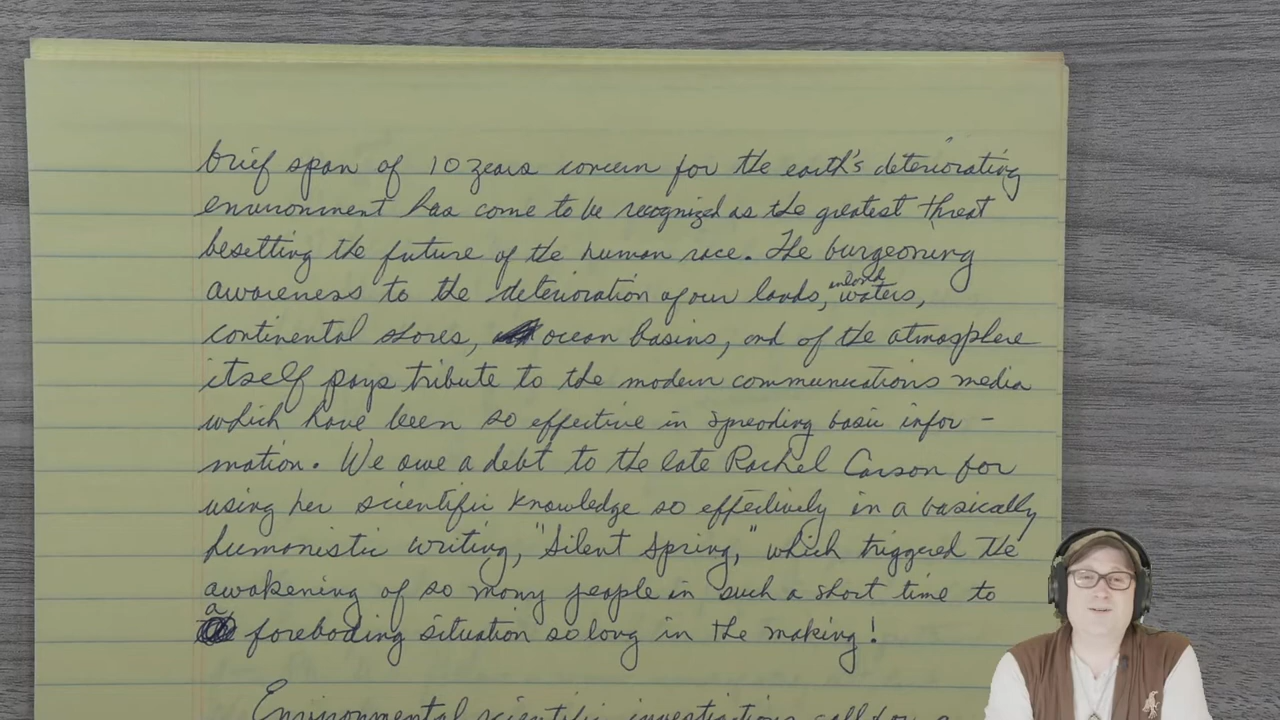 brief span of 10 years concern for the earth's deteriorating
environment has come to be recognized as the greatest threat
besetting the future of the human race. The burgeoning
awareness to the deterioration of our lands, inland waters,
continental shores, ocean basins, and of the atmosphere
itself pays tribute to the modern communications media
which have been so effective in spreading basic infor-
mation. We owe a debt to the late Rachel Carson for
using her scientific knowledge so effectively in a basically
humanistic writing, "Silent Spring," which triggered the
awakening of so many people in such a short time to
a foreboding situation so long in the making!
Environmental scientific investigations call for a